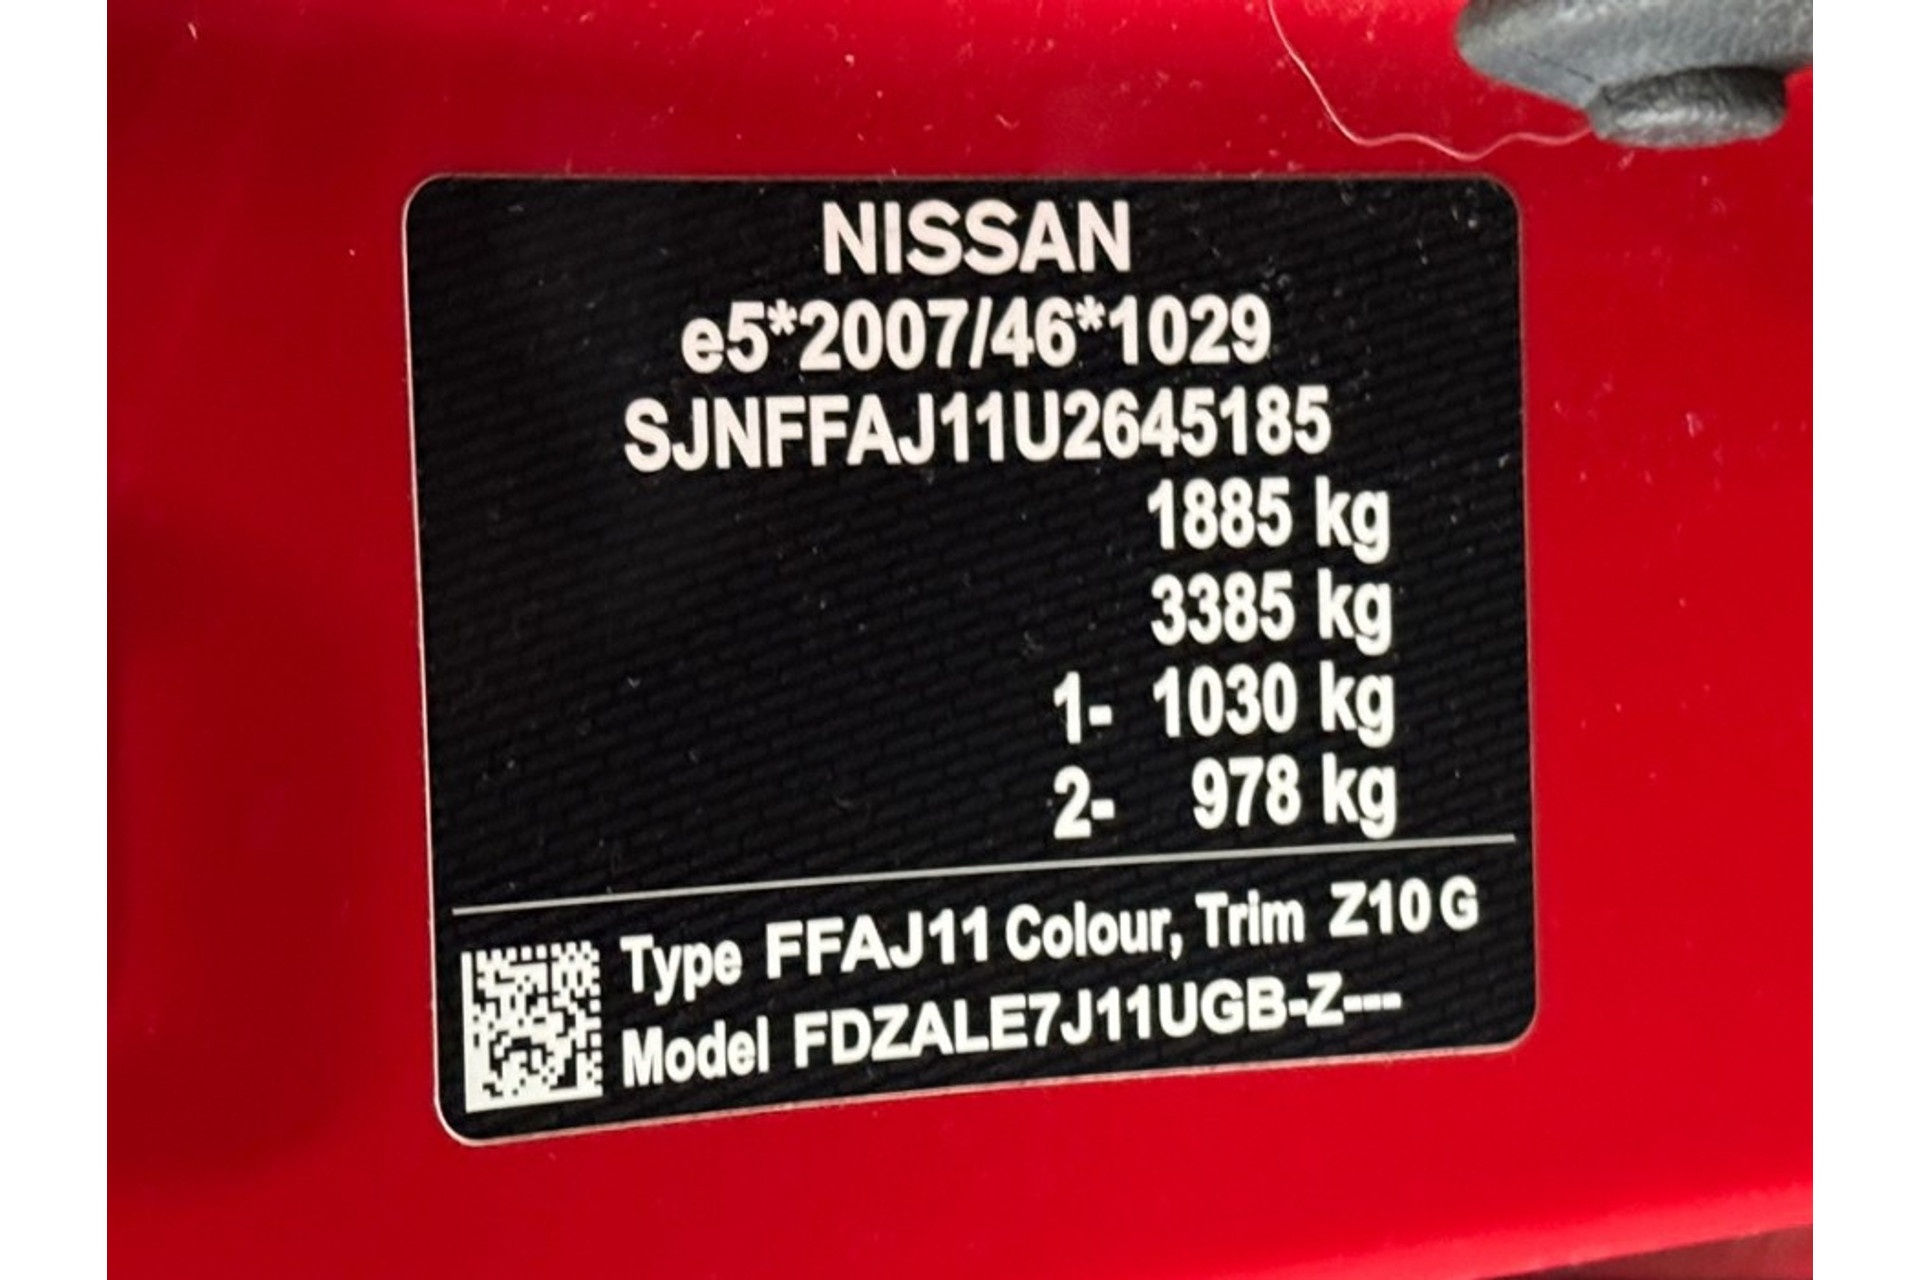 NISSAN
e5*2007/46*1029
SJNFFAJ11U2645185
1885 kg
3385 kg
1- 1030 kg
2- 978 kg
Type FFAJ11 Colour, Trim Z10 G
Model FDZALE7J11UGB-Z---